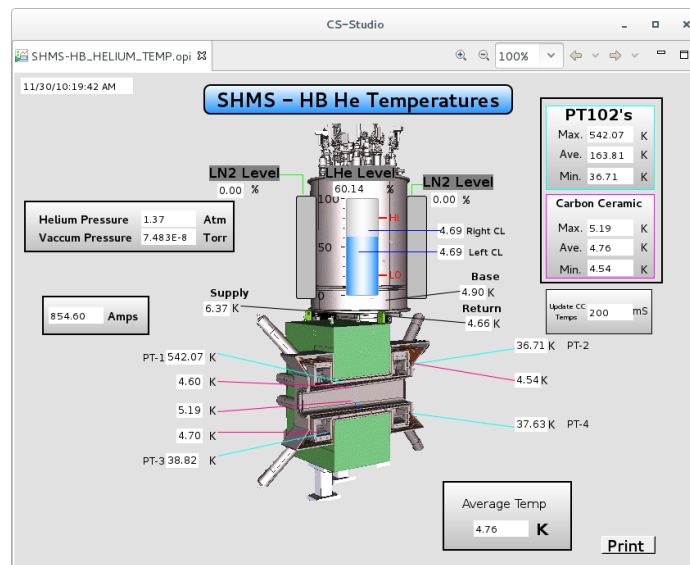 CS-Studio
SHMS-HB_HELIUM_TEMP.opi
100%
11/30/10:19:42 AM
SHMS - HB He Temperatures
PT102's
Max. 542.07 K
Ave. 163.81 K
Min. 36.71 K
Carbon Ceramic
Max. 5.19 K
Ave. 4.76 K
Min. 4.54 K
LN2 Level
0.00 %
LHe Level
60.14 %
LN2 Level
0.00 %
100
50
0
HI
LO
4.69 Right CL
4.69 Left CL
Helium Pressure 1.37 Atm
Vaccum Pressure 7.483E-8 Torr
Base
4.90 K
Supply
6.37 K
Return
4.66 K
Update CC Temps 200 mS
854.60 Amps
PT-1 542.07 K
4.60 K
5.19 K
4.70 K
PT-3 38.82 K
36.71 K PT-2
4.54 K
37.63 K PT-4
Average Temp
4.76 K
Print